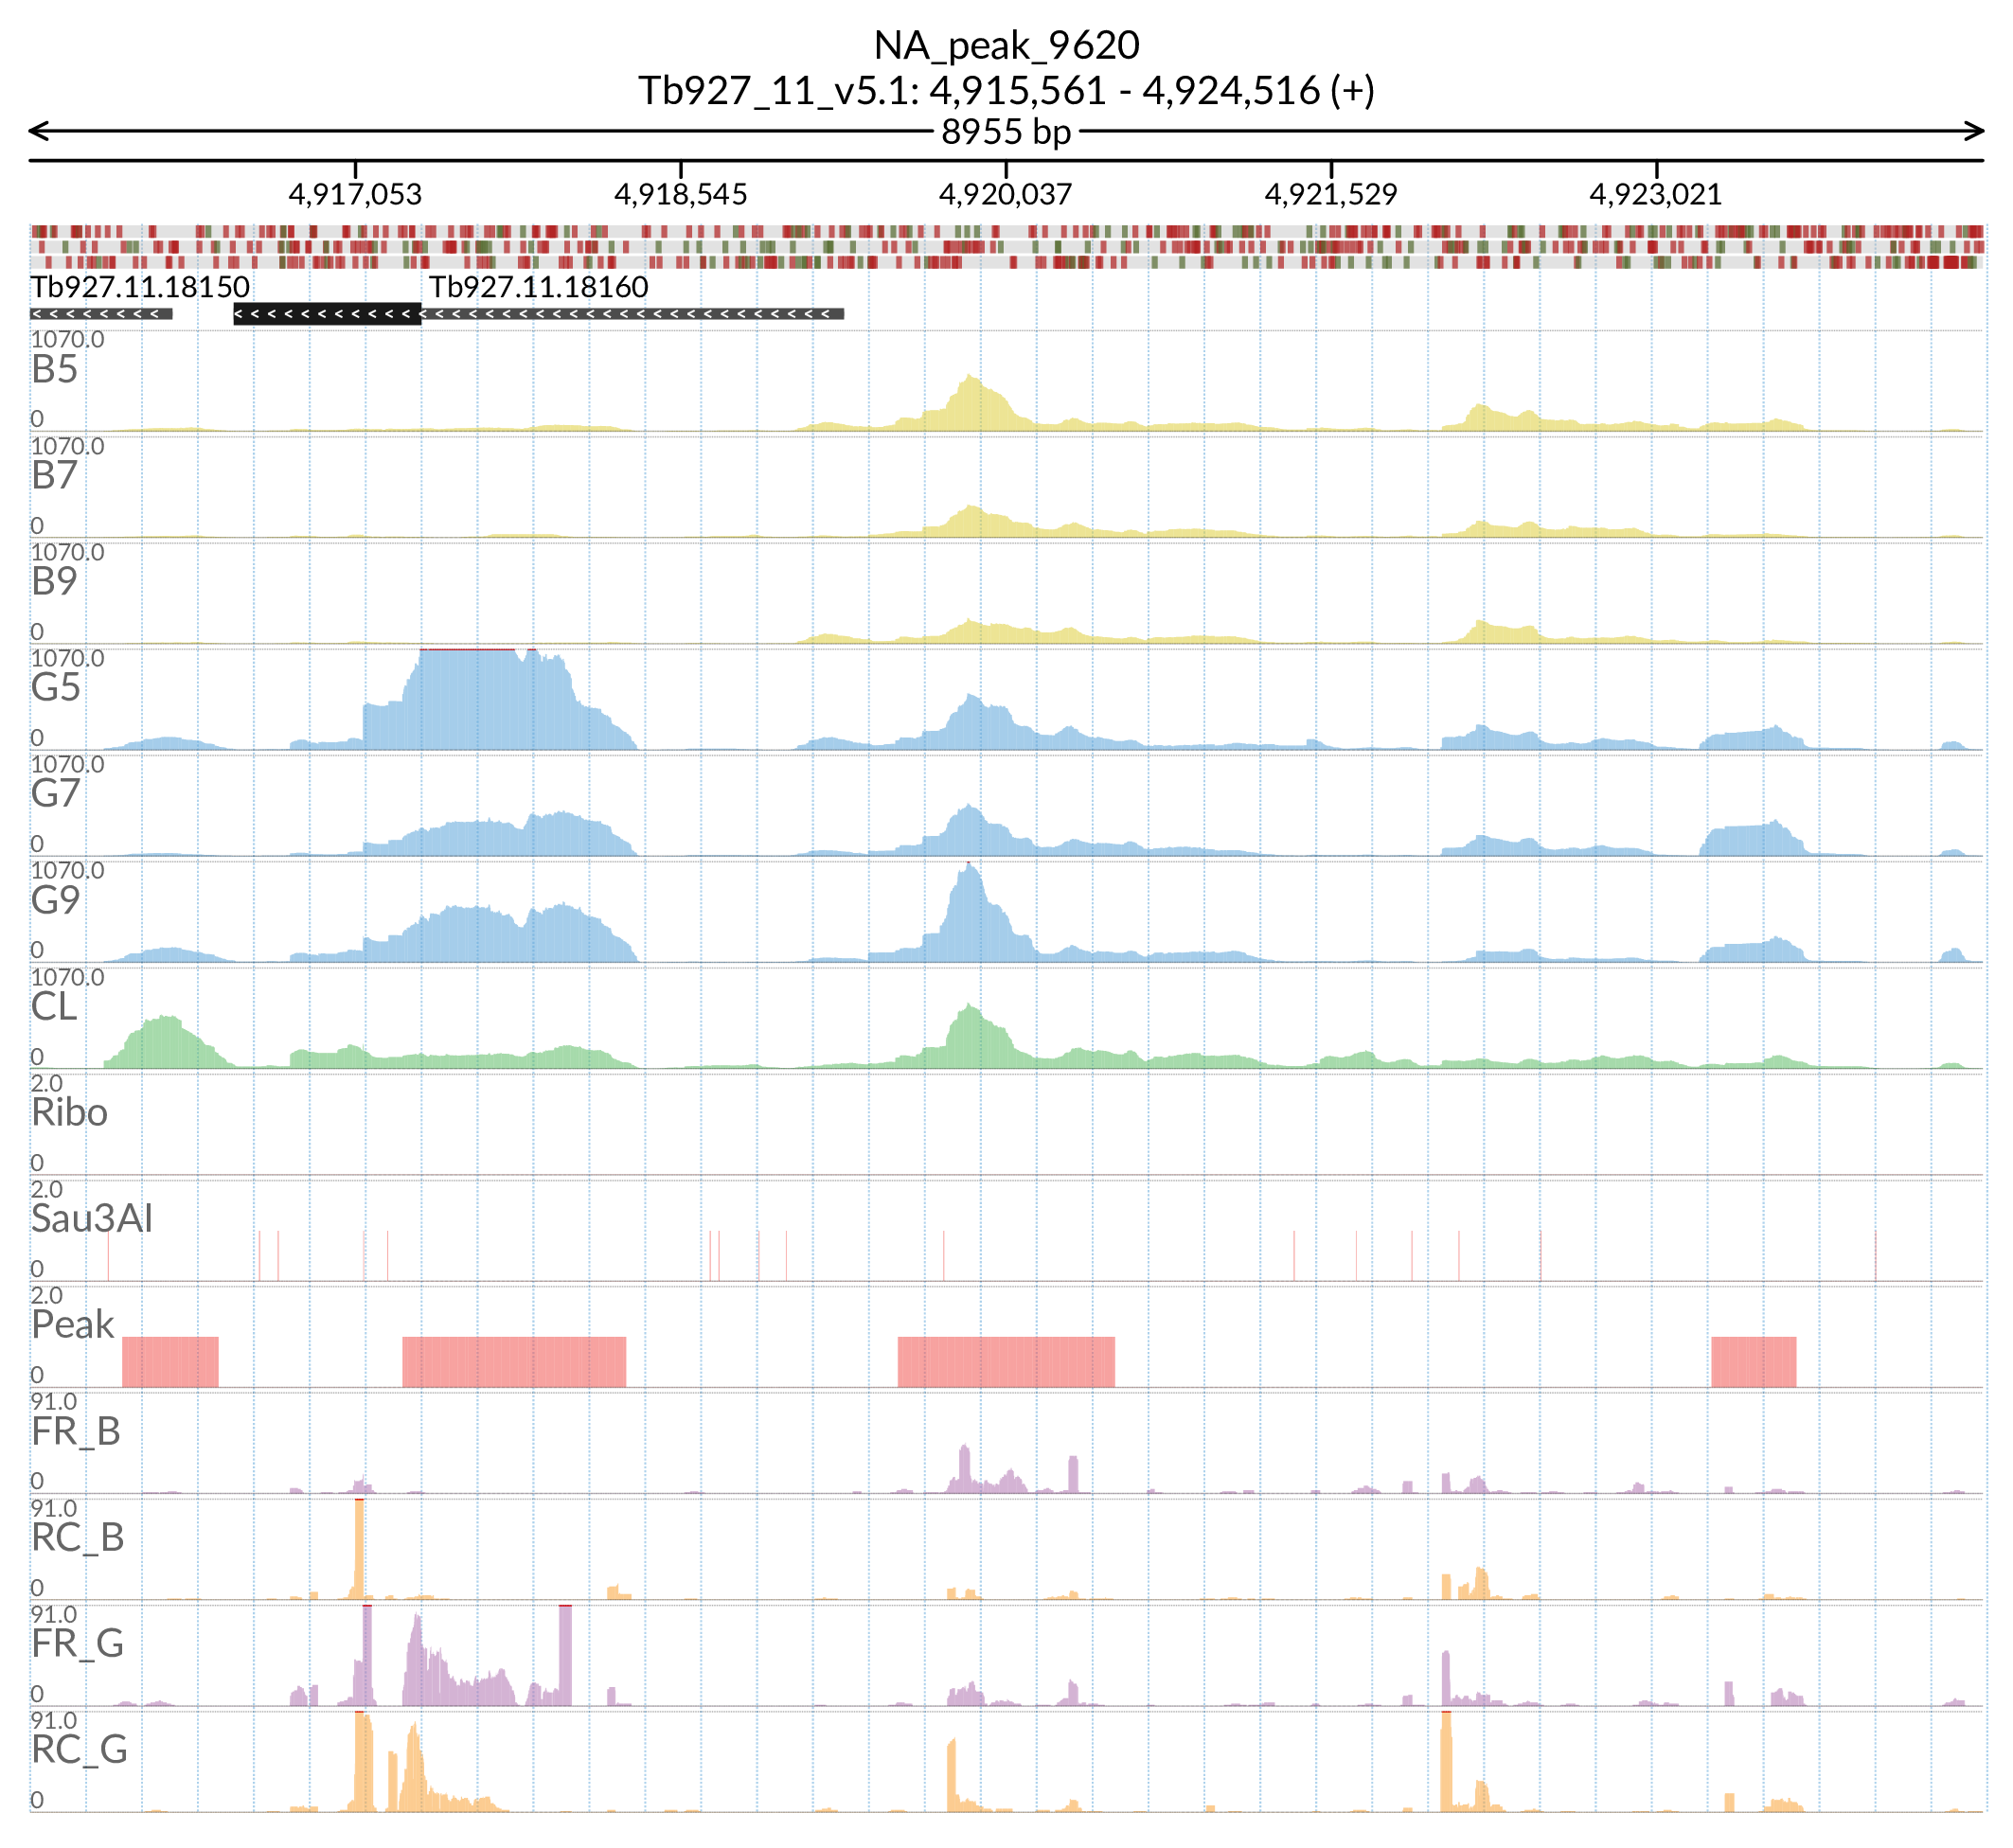 NA_peak_9620
Tb927_11_v5.1: 4,915,561 - 4,924,516 (+)
8955 bp
4,917,053 4,918,545 4,920,037 4,921,529 4,923,021
Tb927.11.18150 Tb927.11.18160
1070.0
B5
0
1070.0
B7
0
1070.0
B9
0
1070.0
G5
0
1070.0
G7
0
1070.0
G9
0
1070.0
CL
0
2.0
Ribo
0
2.0
Sau3AI
0
2.0
Peak
0
91.0
FR_B
0
91.0
RC_B
0
91.0
FR_G
0
91.0
RC_G
0